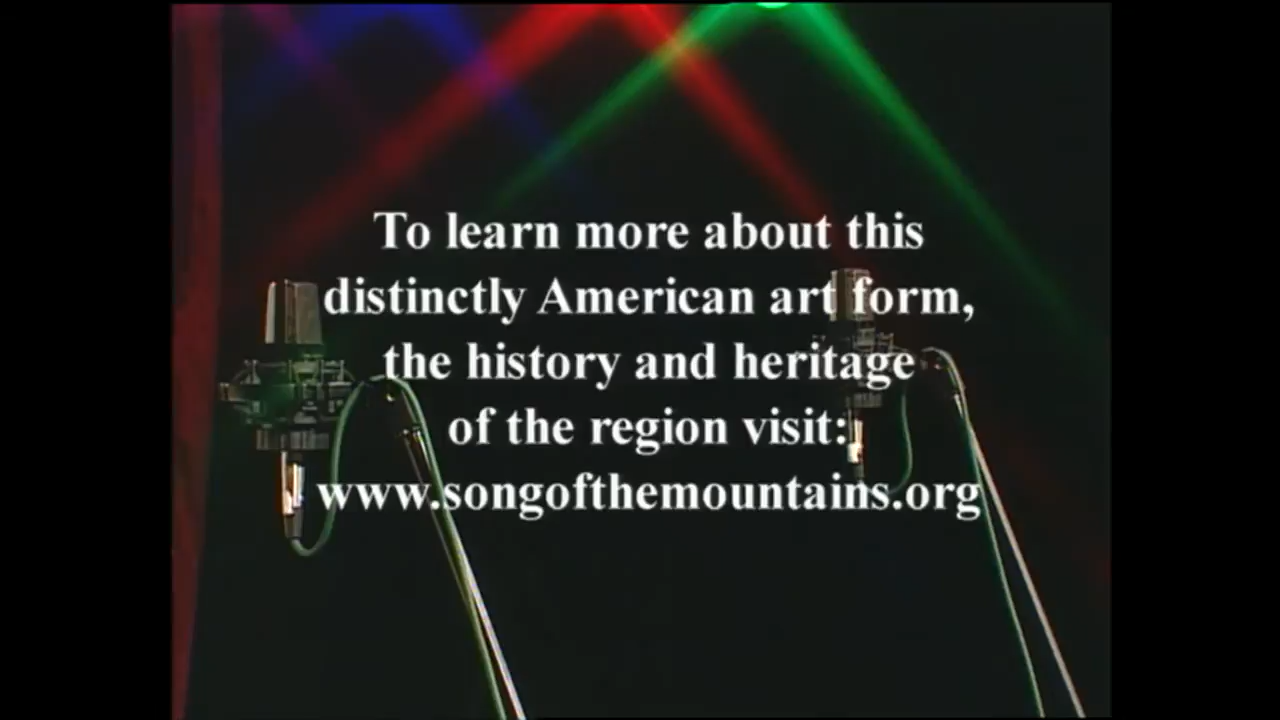 To learn more about this
distinctly American art form,
the history and heritage
of the region visit:
www.songofthemountains.org